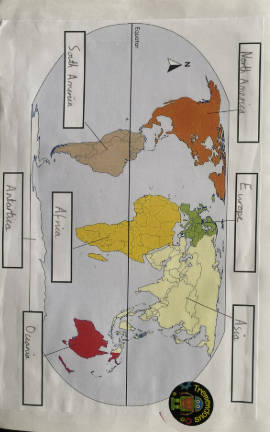 North America
Europe
Asia
N
Equator
South America
Africa
Oceania
Antartica